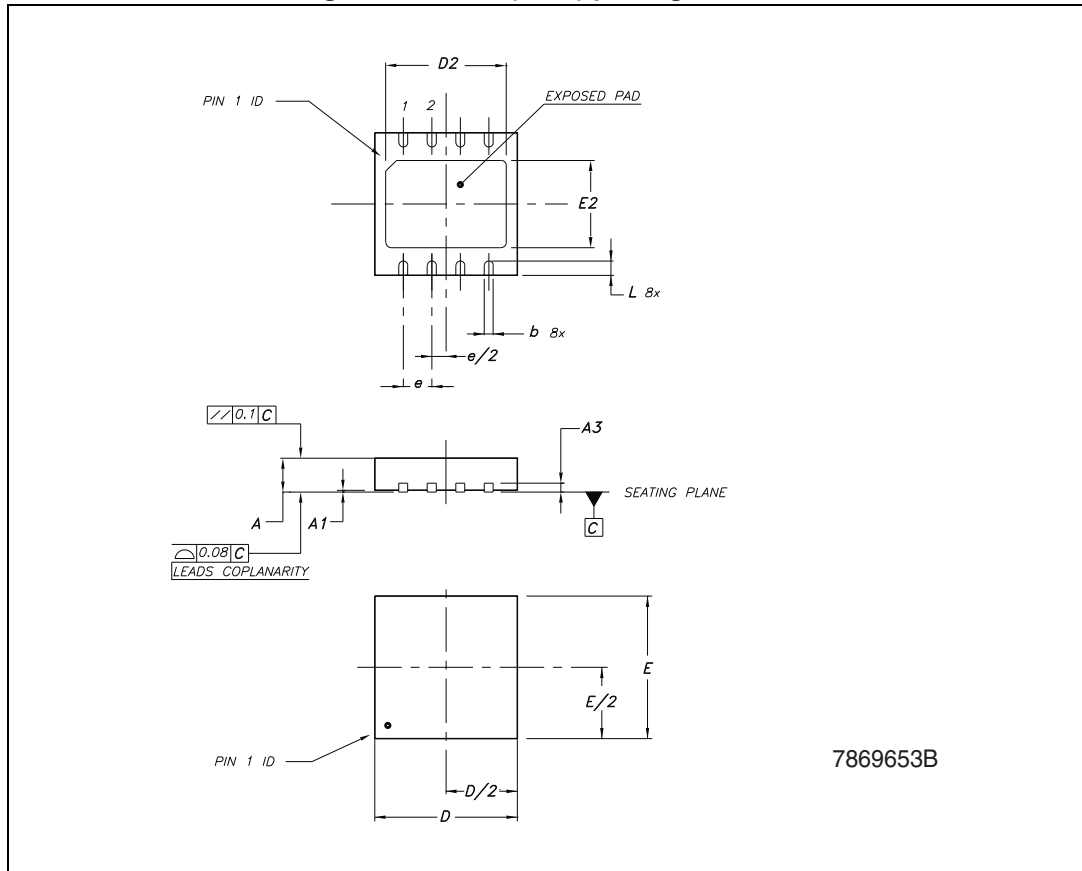 D2
PIN 1 ID
EXPOSED PAD
1 2
E2
L 8x
b 8x
e/2
e
// 0.1 C
A3
SEATING PLANE
A A1
C
0.08 C
LEADS COPLANARITY
E
E/2
PIN 1 ID
7869653B
D/2
D